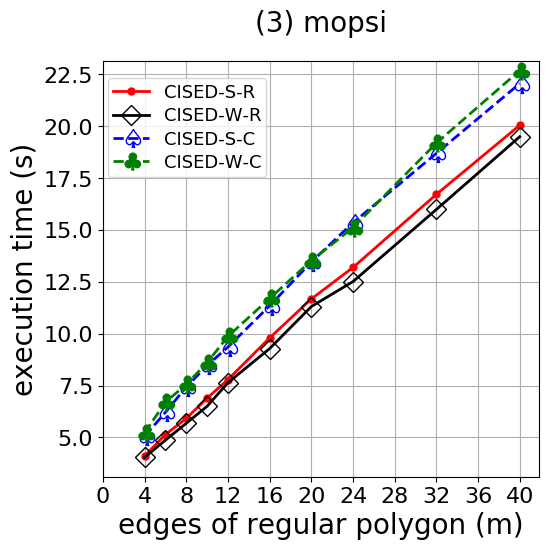 (3) mopsi
CISED-S-R
CISED-W-R
CISED-S-C
CISED-W-C
execution time (s)
22.5
20.0
17.5
15.0
12.5
10.0
7.5
5.0
0 4 8 12 16 20 24 28 32 36 40
edges of regular polygon (m)